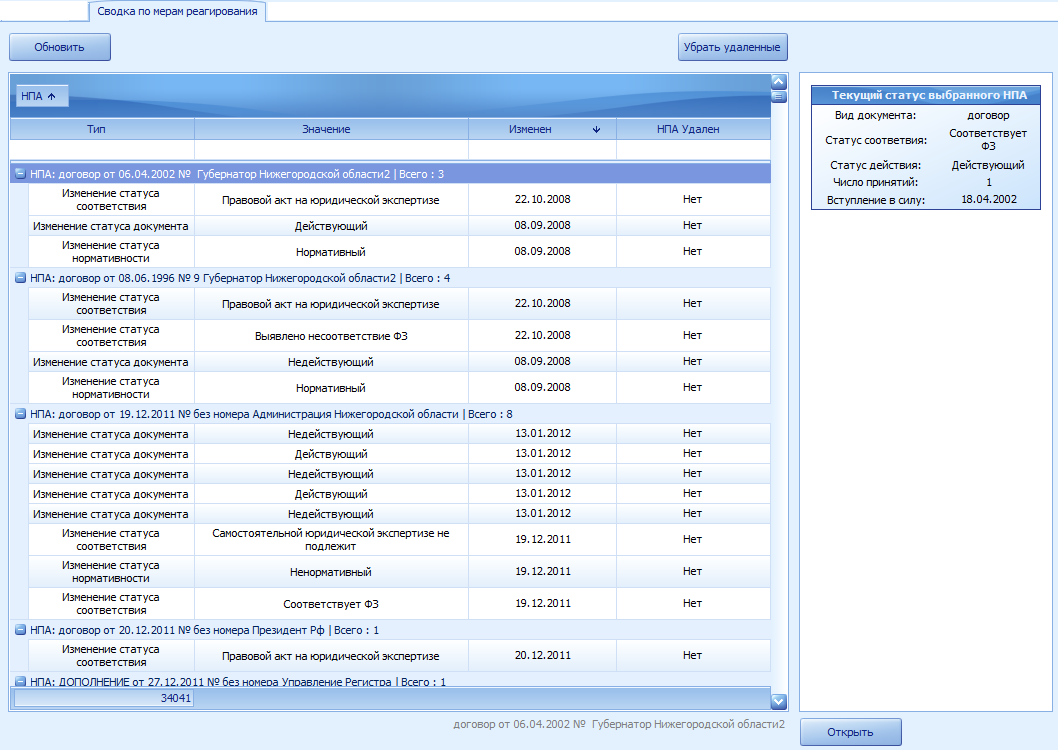 Сводка по мерам реагирования
Обновить
Убрать удаленные
НПА
Тип Значение Изменен НПА Удален
НПА: договор от 06.04.2002 № Губернатор Нижегородской области2 | Всего : 3
Изменение статуса
соответствия
Правовой акт на юридической экспертизе 22.10.2008 Нет
Изменение статуса документа Действующий 08.09.2008 Нет
Изменение статуса
нормативности
Нормативный 08.09.2008 Нет
НПА: договор от 08.06.1996 № 9 Губернатор Нижегородской области2 | Всего : 4
Изменение статуса
соответствия
Правовой акт на юридической экспертизе 22.10.2008 Нет
Изменение статуса
соответствия
Выявлено несоответствие ФЗ 22.10.2008 Нет
Изменение статуса документа Недействующий 08.09.2008 Нет
Изменение статуса
нормативности
Нормативный 08.09.2008 Нет
НПА: договор от 19.12.2011 № без номера Администрация Нижегородской области | Всего : 8
Изменение статуса документа Недействующий 13.01.2012 Нет
Изменение статуса документа Действующий 13.01.2012 Нет
Изменение статуса документа Недействующий 13.01.2012 Нет
Изменение статуса документа Действующий 13.01.2012 Нет
Изменение статуса документа Недействующий 13.01.2012 Нет
Изменение статуса
соответствия
Самостоятельной юридической экспертизе не
подлежит
19.12.2011 Нет
Изменение статуса
нормативности
Ненормативный 19.12.2011 Нет
Изменение статуса
соответствия
Соответствует ФЗ 19.12.2011 Нет
НПА: договор от 20.12.2011 № без номера Президент Рф | Всего : 1
Изменение статуса
соответствия
Правовой акт на юридической экспертизе 20.12.2011 Нет
НПА: ДОПОЛНЕНИЕ от 27.12.2011 № без номера Управление Регистра | Всего : 1
34041
договор от 06.04.2002 № Губернатор Нижегородской области2
Текущий статус выбранного НПА
Вид документа: договор
Статус соответвия: Соответствует
ФЗ
Статус действия: Действующий
Число принятий: 1
Вступление в силу: 18.04.2002
Открыть